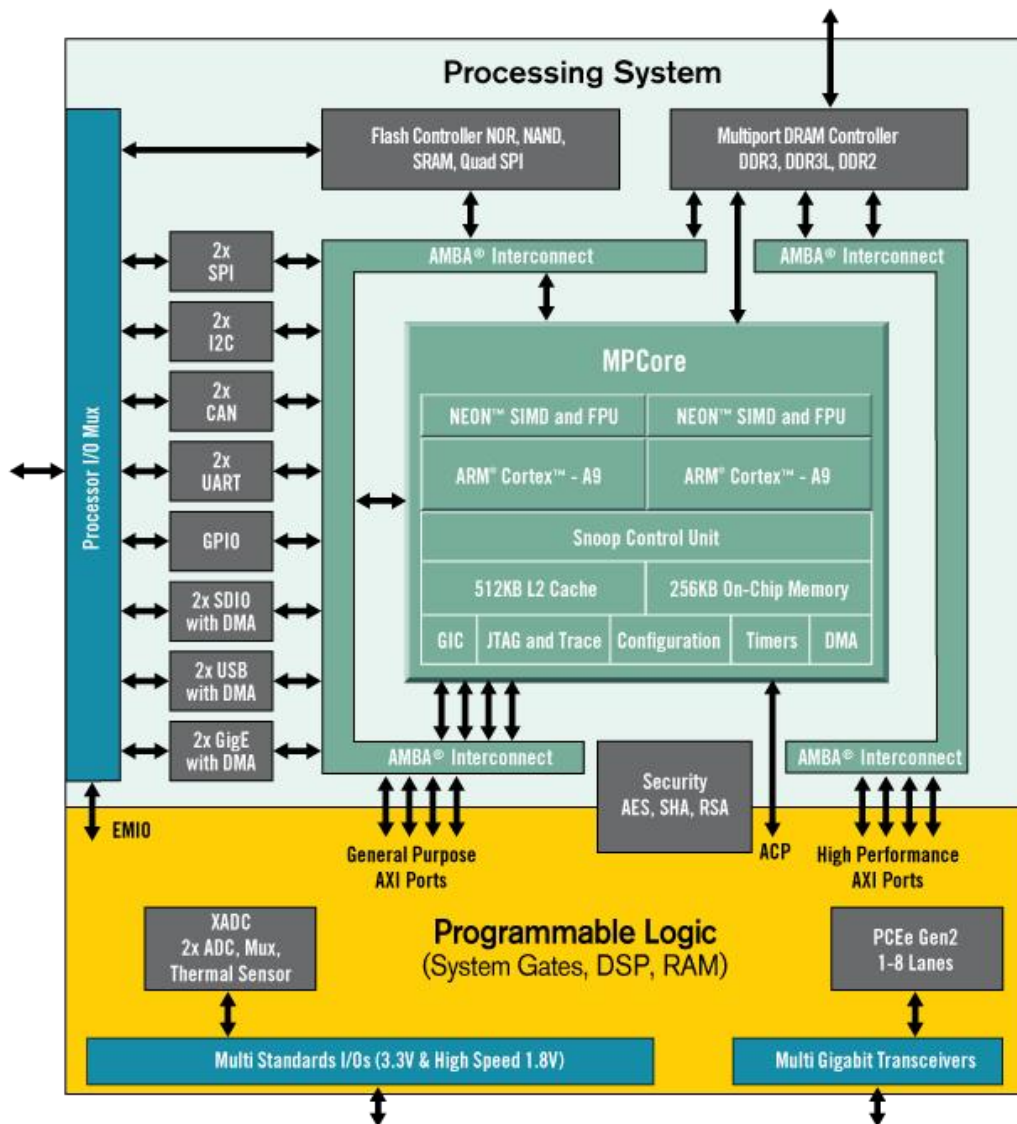 Processing System
Flash Controller NOR, NAND,
SRAM, Quad SPI
Multiport DRAM Controller
DDR3, DDR3L, DDR2
AMBA® Interconnect
AMBA® Interconnect
Processor I/O Mux
2x
SPI
2x
I2C
2x
CAN
2x
UART
GPIO
2x SDIO
with DMA
2x USB
with DMA
2x GigE
with DMA
MPCore
NEON™ SIMD and FPU
NEON™ SIMD and FPU
ARM® Cortex™ - A9
ARM® Cortex™ - A9
Snoop Control Unit
512KB L2 Cache
256KB On-Chip Memory
GIC
JTAG and Trace
Configuration
Timers
DMA
AMBA® Interconnect
AMBA® Interconnect
Security
AES, SHA, RSA
EMIO
General Purpose
AXI Ports
ACP
High Performance
AXI Ports
XADC
2x ADC, Mux,
Thermal Sensor
Programmable Logic
(System Gates, DSP, RAM)
PCEe Gen2
1-8 Lanes
Multi Standards I/Os (3.3V & High Speed 1.8V)
Multi Gigabit Transceivers